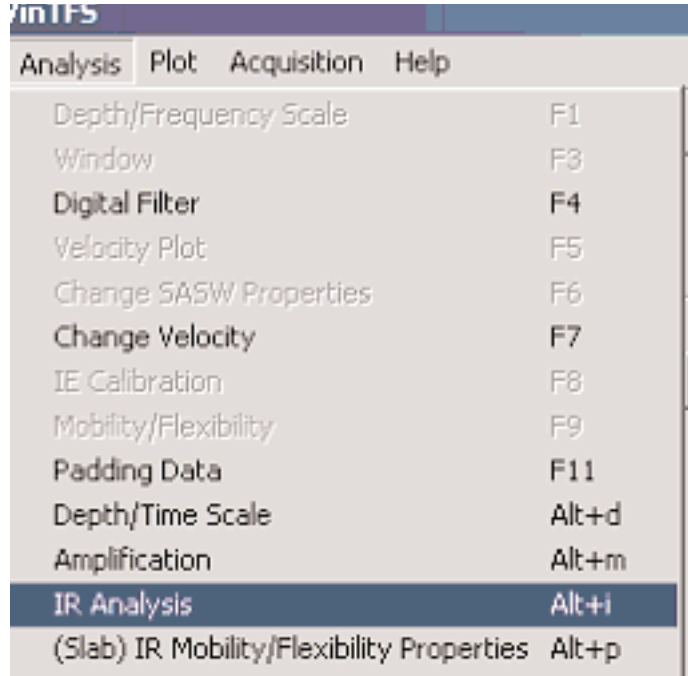 WinTFS
Analysis Plot Acquisition Help
Depth/Frequency Scale F1
Window F3
Digital Filter F4
Velocity Plot F5
Change SASW Properties F6
Change Velocity F7
IE Calibration F8
Mobility/Flexibility F9
Padding Data F11
Depth/Time Scale Alt+d
Amplification Alt+m
IR Analysis Alt+i
(Slab) IR Mobility/Flexibility Properties Alt+p